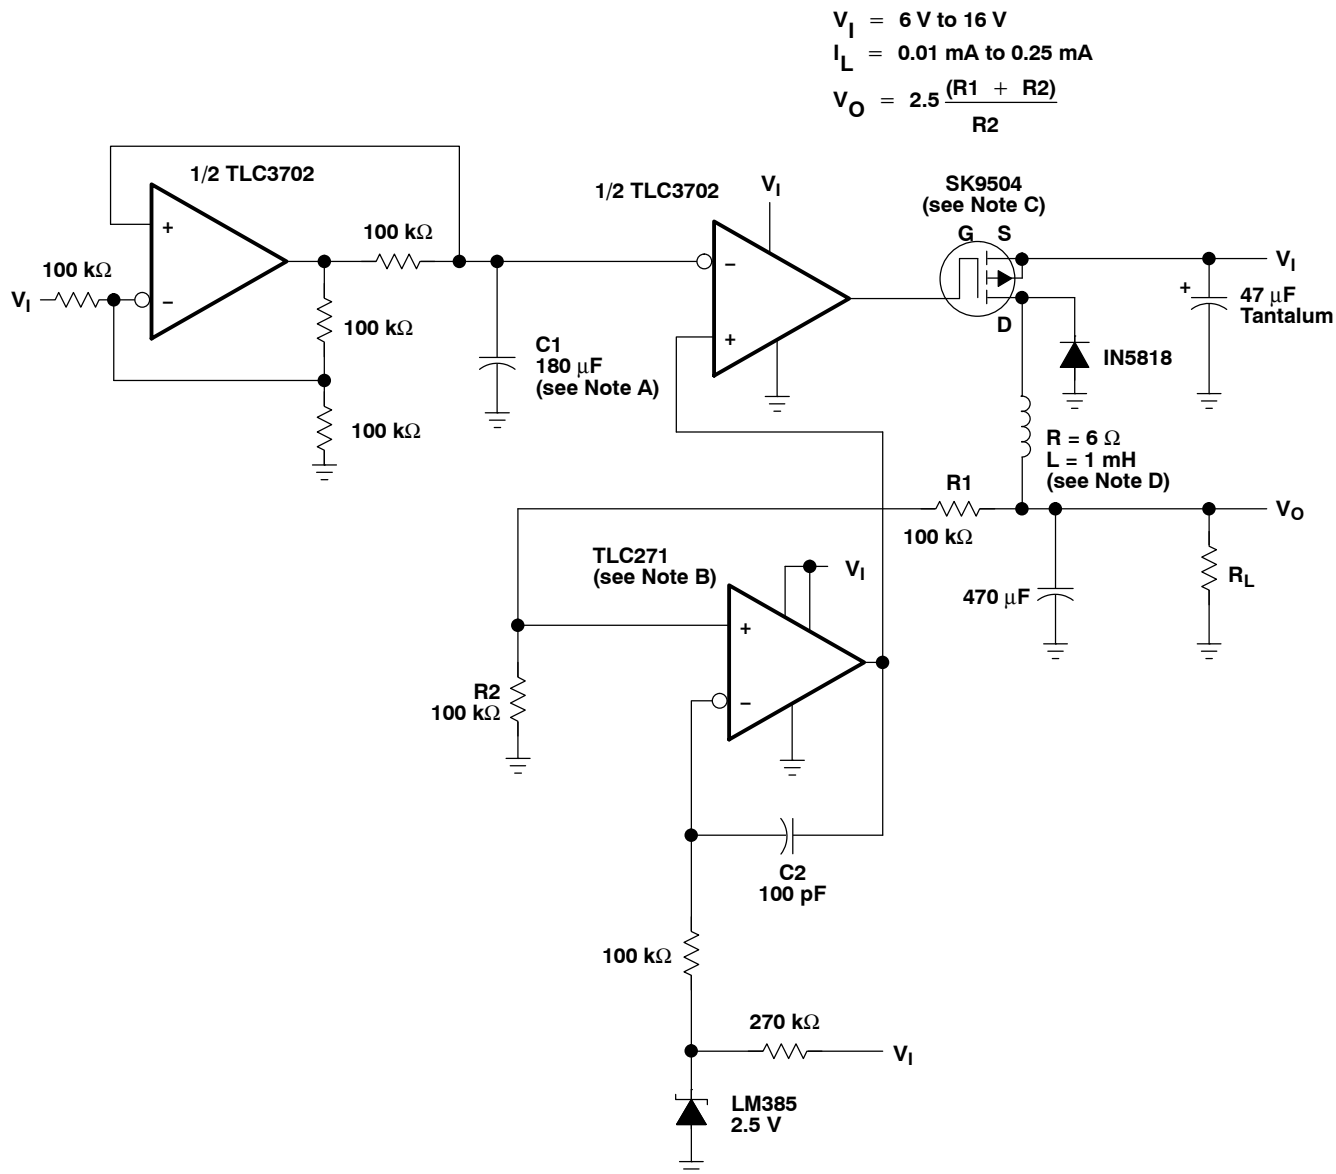 V_I = 6 V to 16 V
I_L = 0.01 mA to 0.25 mA
V_O = 2.5 (R1 + R2)
R2
1/2 TLC3702
+
−
100 kΩ
V_I
100 kΩ
100 kΩ
100 kΩ
C1
180 μF
(see Note A)
1/2 TLC3702
V_I
−
+
SK9504
(see Note C)
G S
D
V_I
+
47 μF
Tantalum
IN5818
R = 6 Ω
L = 1 mH
(see Note D)
R1
100 kΩ
V_O
470 μF
R_L
TLC271
(see Note B)
V_I
+
−
R2
100 kΩ
C2
100 pF
100 kΩ
270 kΩ
V_I
LM385
2.5 V